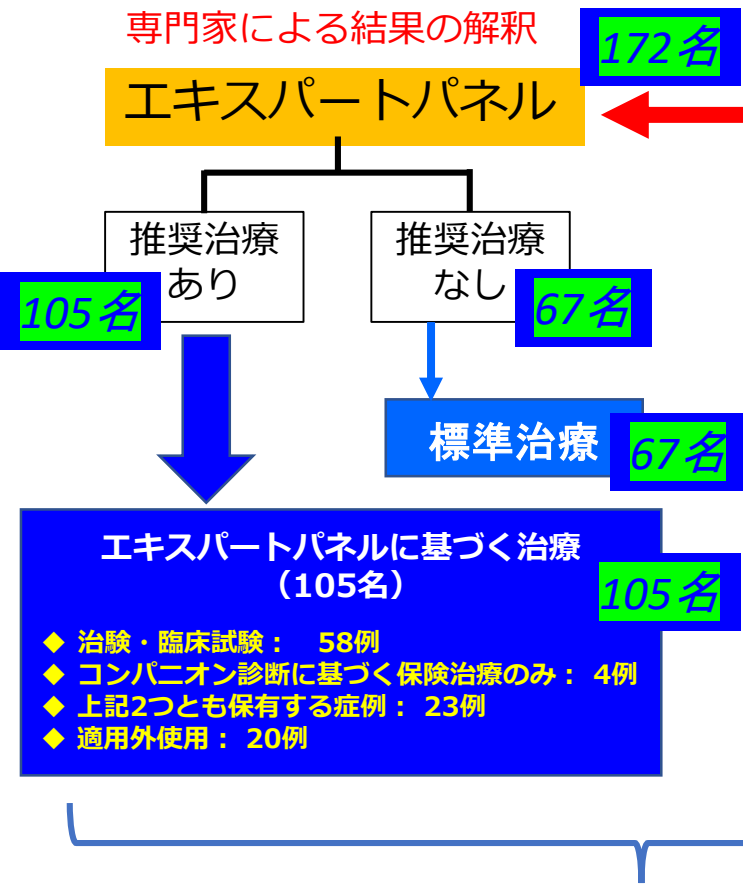 専門家による結果の解釈
172名
エキスパートパネル
推奨治療
あり
105名
推奨治療
なし
67名
標準治療
67名
エキスパートパネルに基づく治療
（105名）
105名
◆ 治験・臨床試験： 58例
◆ コンパニオン診断に基づく保険治療のみ： 4例
◆ 上記2つとも保有する症例： 23例
◆ 適用外使用： 20例